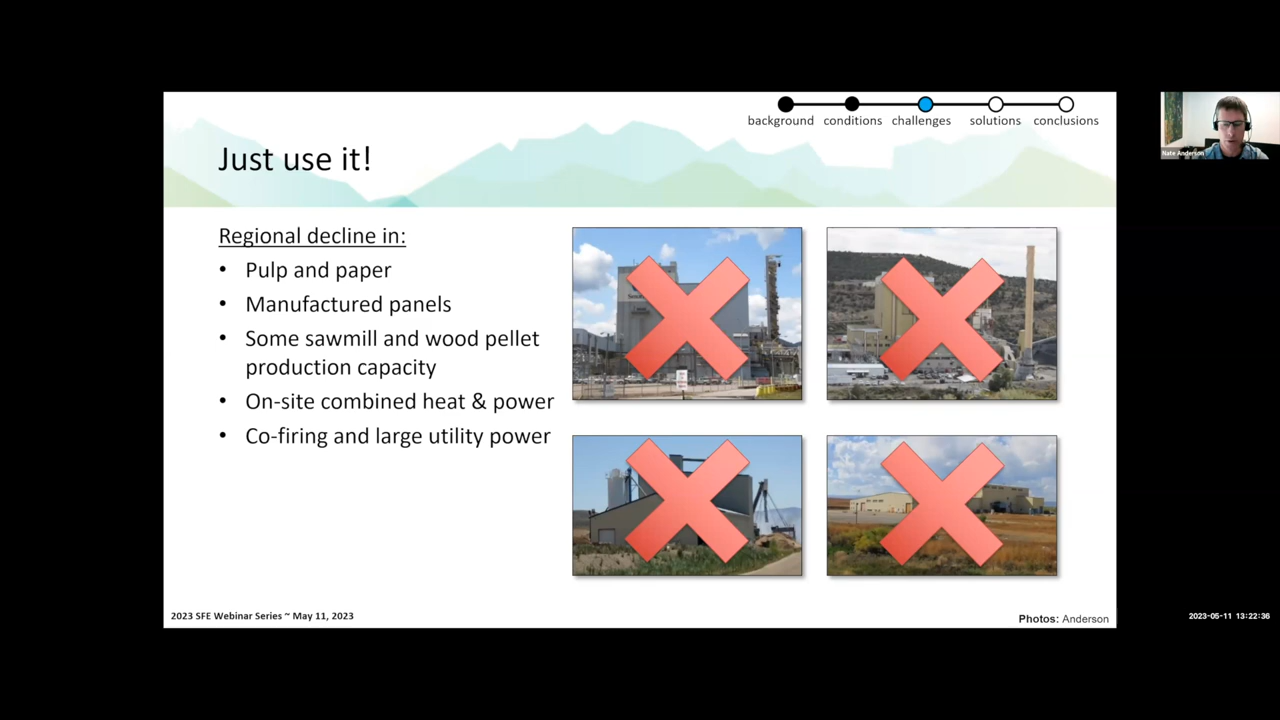 background conditions challenges solutions conclusions
Just use it!
Regional decline in:
• Pulp and paper
• Manufactured panels
• Some sawmill and wood pellet
production capacity
• On-site combined heat & power
• Co-firing and large utility power
2023 SFE Webinar Series ~ May 11, 2023
Photos: Anderson
Nate Anderson
2023-05-11 13:22:36